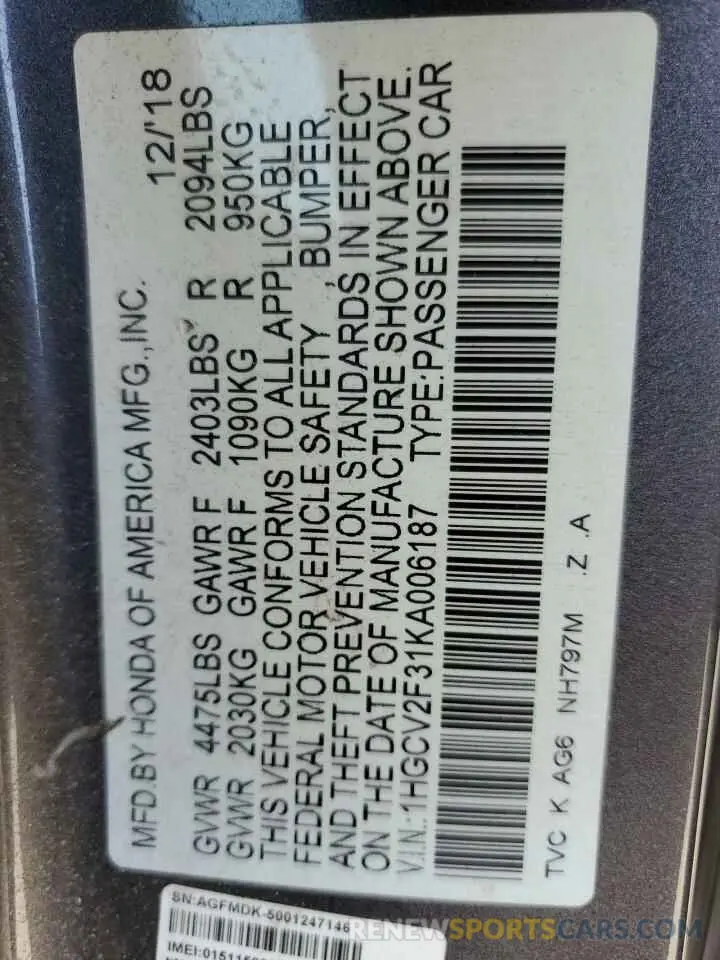 MFD.BY HONDA OF AMERICA MFG.,INC. 12/'18
GVWR 4475LBS GAWR F 2403LBS R 2094LBS
GVWR 2030KG GAWR F 1090KG R 950KG
THIS VEHICLE CONFORMS TO ALL APPLICABLE
FEDERAL MOTOR VEHICLE SAFETY , BUMPER,
AND THEFT PREVENTION STANDARDS IN EFFECT
ON THE DATE OF MANUFACTURE SHOWN ABOVE.
V.I.N.:1HGCV2F31KA006187 TYPE:PASSENGER CAR
TVC K AG6 NH797M .Z .A
SN:AGFMDK-5001247146
RENEWSPORTSCARS.COM